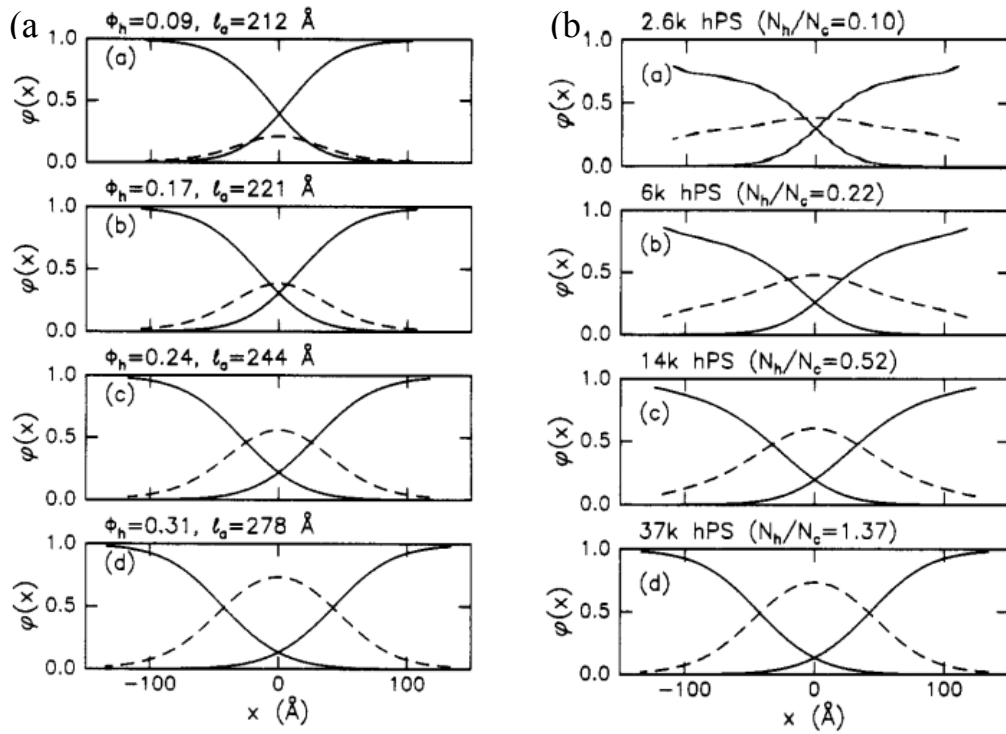 (a
Φh=0.09, ℓa=212 Å
(a)
φ(x)
1.0
0.5
0.0
Φh=0.17, ℓa=221 Å
(b)
φ(x)
1.0
0.5
0.0
Φh=0.24, ℓa=244 Å
(c)
φ(x)
1.0
0.5
0.0
Φh=0.31, ℓa=278 Å
(d)
φ(x)
1.0
0.5
0.0
−100 0 100
x (Å)
(b
2.6k hPS (Nh/Nc=0.10)
(a)
φ(x)
1.0
0.5
0.0
6k hPS (Nh/Nc=0.22)
(b)
φ(x)
1.0
0.5
0.0
14k hPS (Nh/Nc=0.52)
(c)
φ(x)
1.0
0.5
0.0
37k hPS (Nh/Nc=1.37)
(d)
φ(x)
1.0
0.5
0.0
−100 0 100
x (Å)